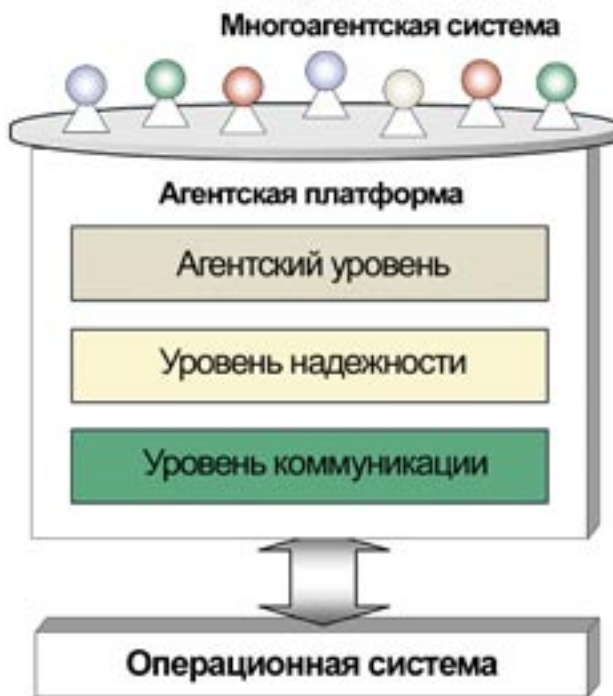 Многоагентская система
Агентская платформа
Агентский уровень
Уровень надежности
Уровень коммуникации
Операционная система